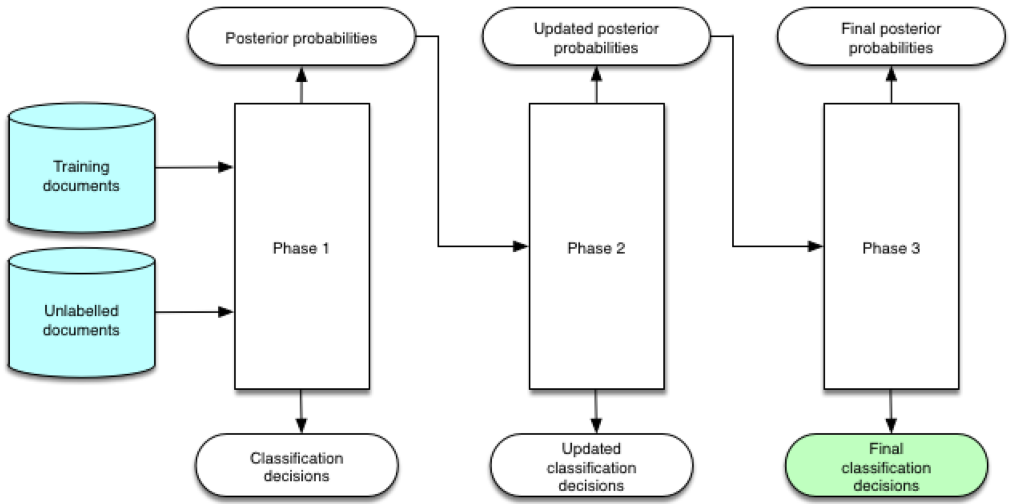 Posterior probabilities
Updated posterior
probabilities
Final posterior
probabilities
Training
documents
Unlabelled
documents
Phase 1
Phase 2
Phase 3
Classification
decisions
Updated
classification
decisions
Final
classification
decisions